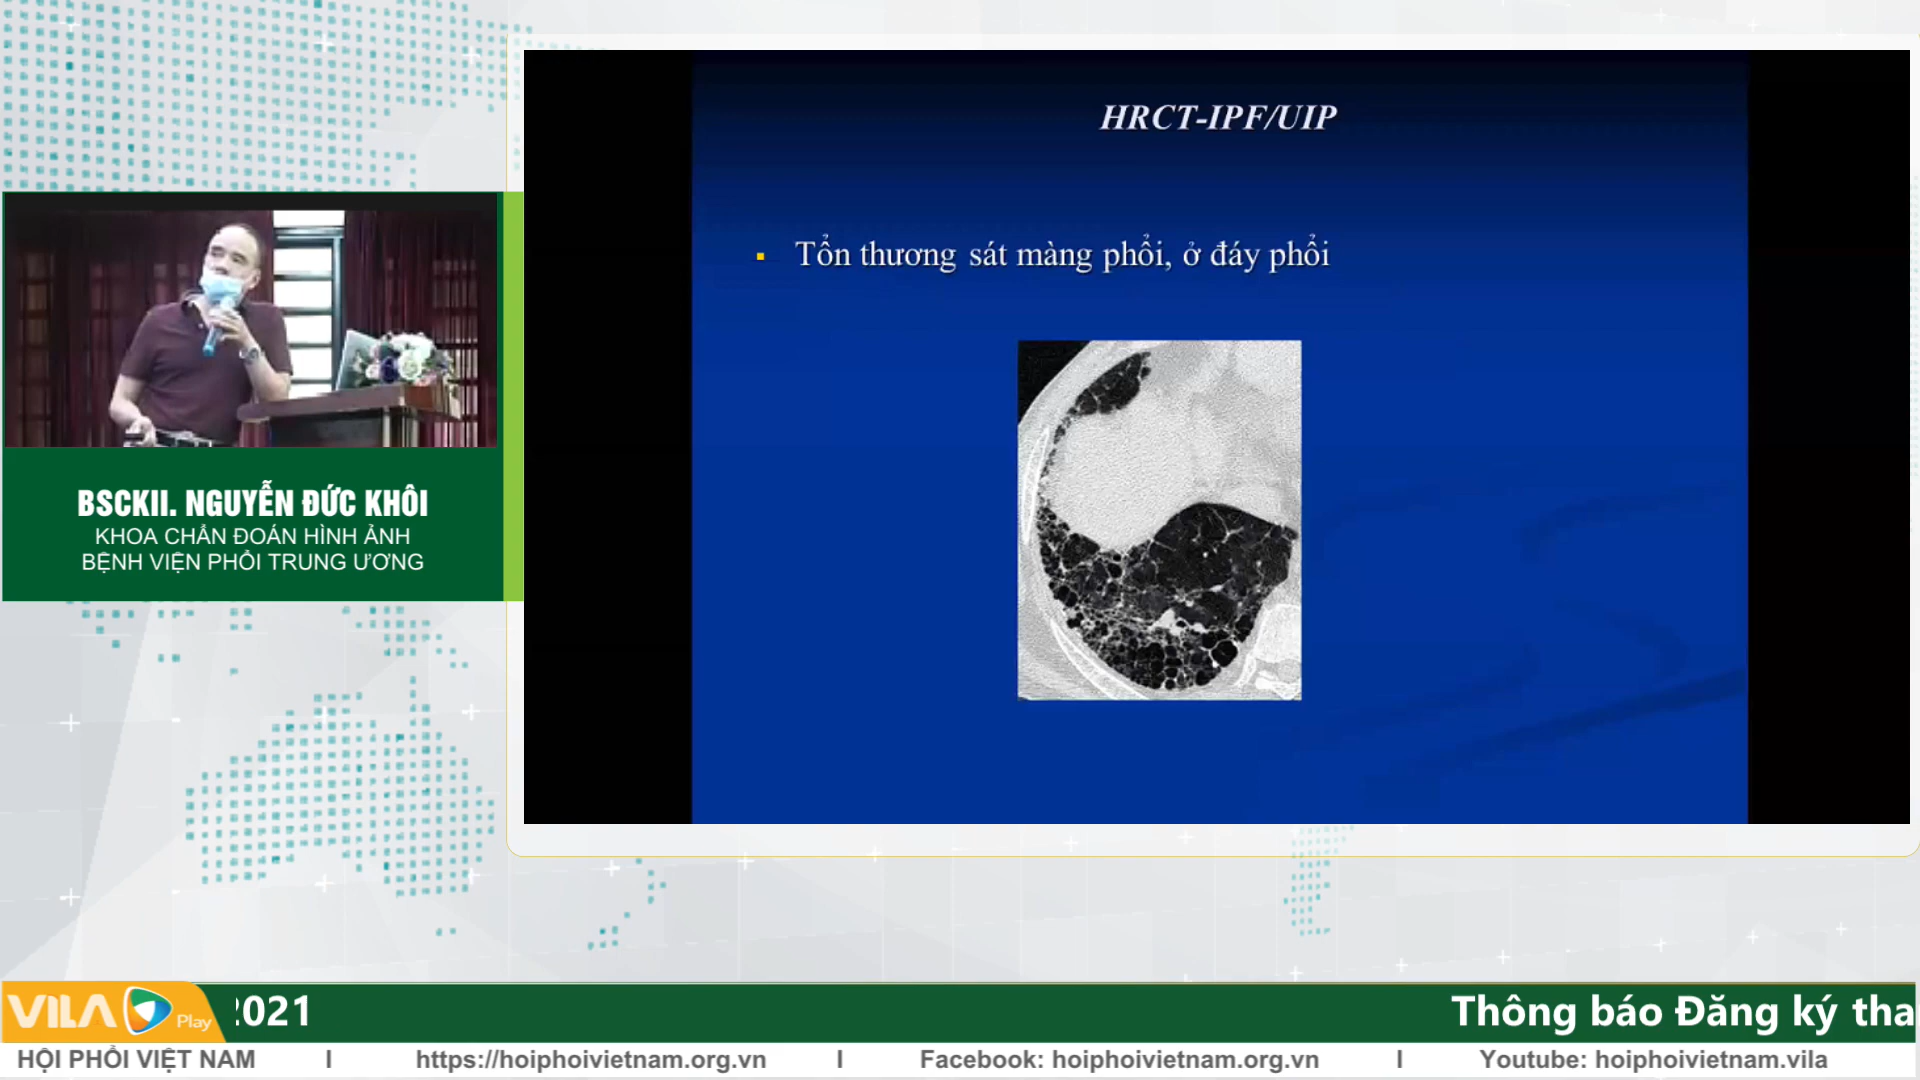 HRCT-IPF/UIP
Tổn thương sát màng phổi, ở đáy phổi
BSCKII. NGUYỄN ĐỨC KHÔI
KHOA CHẨN ĐOÁN HÌNH ẢNH
BỆNH VIỆN PHỔI TRUNG ƯƠNG
VILA Play
2021 Thông báo Đăng ký tha
HỘI PHỔI VIỆT NAM I https://hoiphoivietnam.org.vn I Facebook: hoiphoivietnam.org.vn I Youtube: hoiphoivietnam.vila